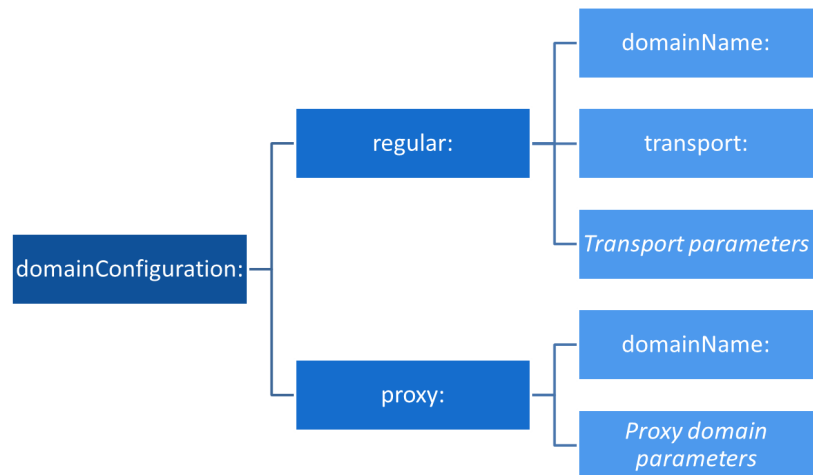 domainConfiguration:
regular:
domainName:
transport:
Transport parameters
proxy:
domainName:
Proxy domain
parameters